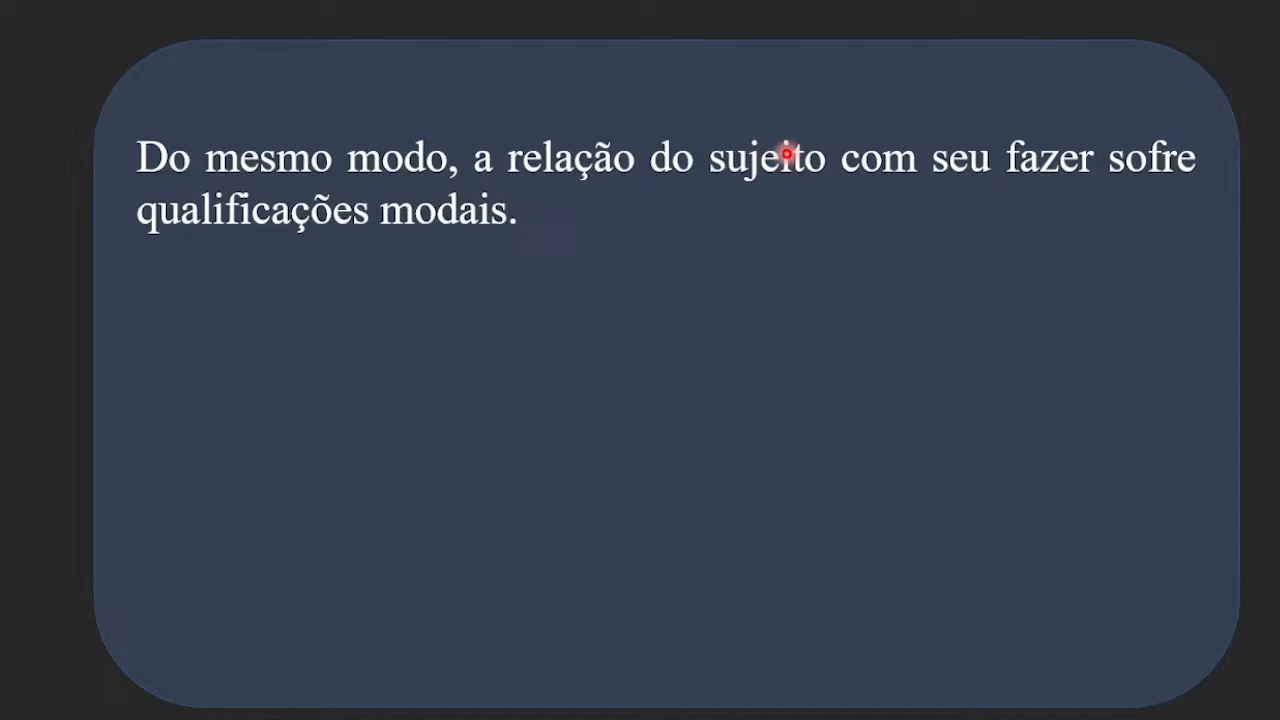 Do mesmo modo, a relação do sujeito com seu fazer sofre
qualificações modais.